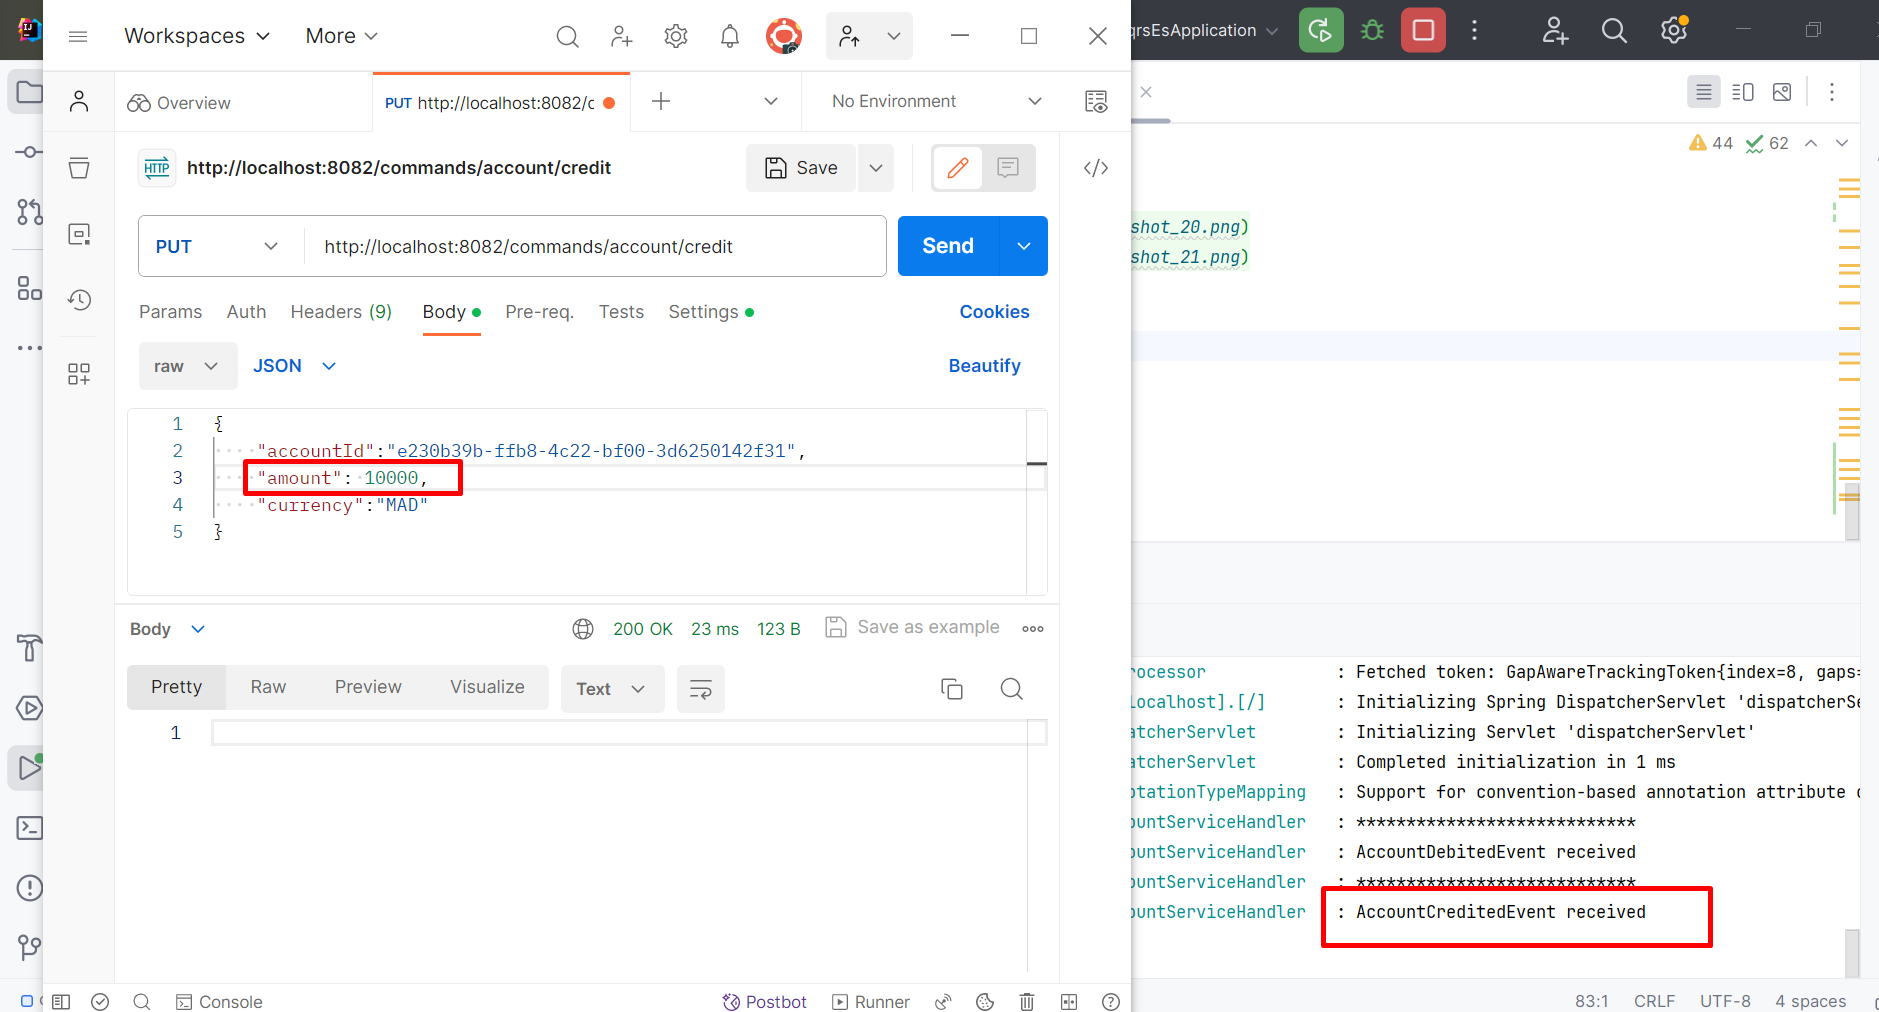 Workspaces
More
qrsEsApplication
Overview
PUT http://localhost:8082/c
No Environment
HTTP
http://localhost:8082/commands/account/credit
Save
44
62
PUT
http://localhost:8082/commands/account/credit
Send
shot_20.png)
shot_21.png)
Params
Auth
Headers (9)
Body
Pre-req.
Tests
Settings
Cookies
raw
JSON
Beautify
1 {
2 "accountId":"e230b39b-ffb8-4c22-bf00-3d6250142f31",
3 "amount": 10000,
4 "currency":"MAD"
5 }
Body
200 OK
23 ms
123 B
Save as example
Pretty
Raw
Preview
Visualize
Text
1
rocessor : Fetched token: GapAwareTrackingToken{index=8, gaps=
localhost].[/] : Initializing Spring DispatcherServlet 'dispatcherSe
atcherServlet : Initializing Servlet 'dispatcherServlet'
atcherServlet : Completed initialization in 1 ms
otationTypeMapping : Support for convention-based annotation attribute o
ountServiceHandler : ****************************
ountServiceHandler : AccountDebitedEvent received
ountServiceHandler : ****************************
ountServiceHandler : AccountCreditedEvent received
Console
Postbot
Runner
83:1
CRLF
UTF-8
4 spaces